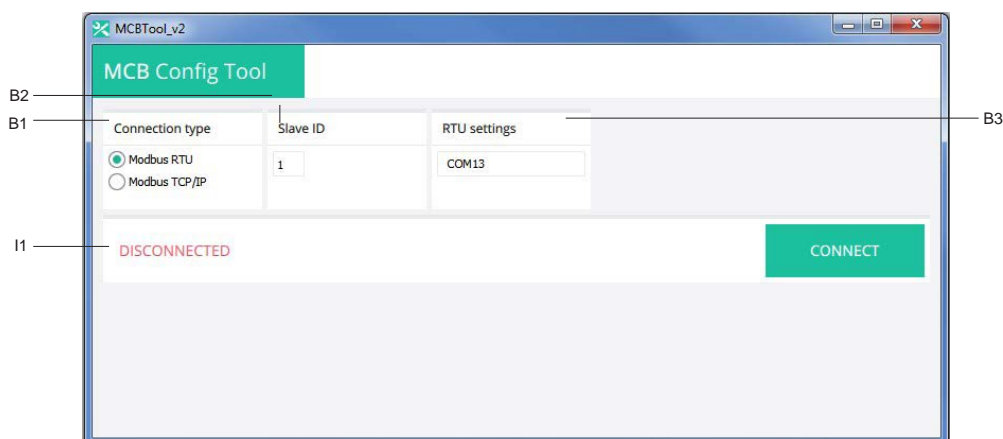 MCBTool_v2
MCB Config Tool
B2
B1
B3
Connection type
Slave ID
RTU settings
Modbus RTU
1
COM13
Modbus TCP/IP
I1
DISCONNECTED
CONNECT